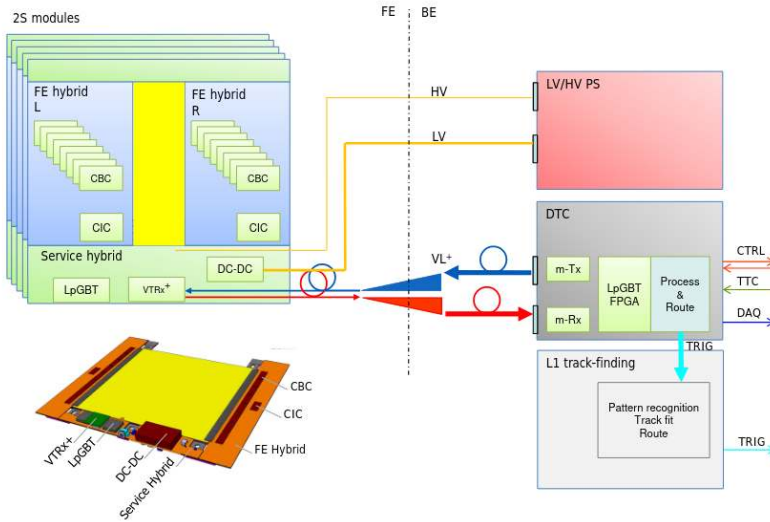 2S modules
FE
BE
FE hybrid
L
FE hybrid
R
CBC
CBC
CIC
CIC
Service hybrid
DC-DC
LpGBT
VTRx+
HV
LV
VL+
LV/HV PS
DTC
m-Tx
m-Rx
LpGBT
FPGA
Process
&
Route
CTRL
TTC
DAQ
TRIG
L1 track-finding
Pattern recognition
Track fit
Route
TRIG
CBC
CIC
FE Hybrid
VTRx+
LpGBT
DC-DC
Service Hybrid